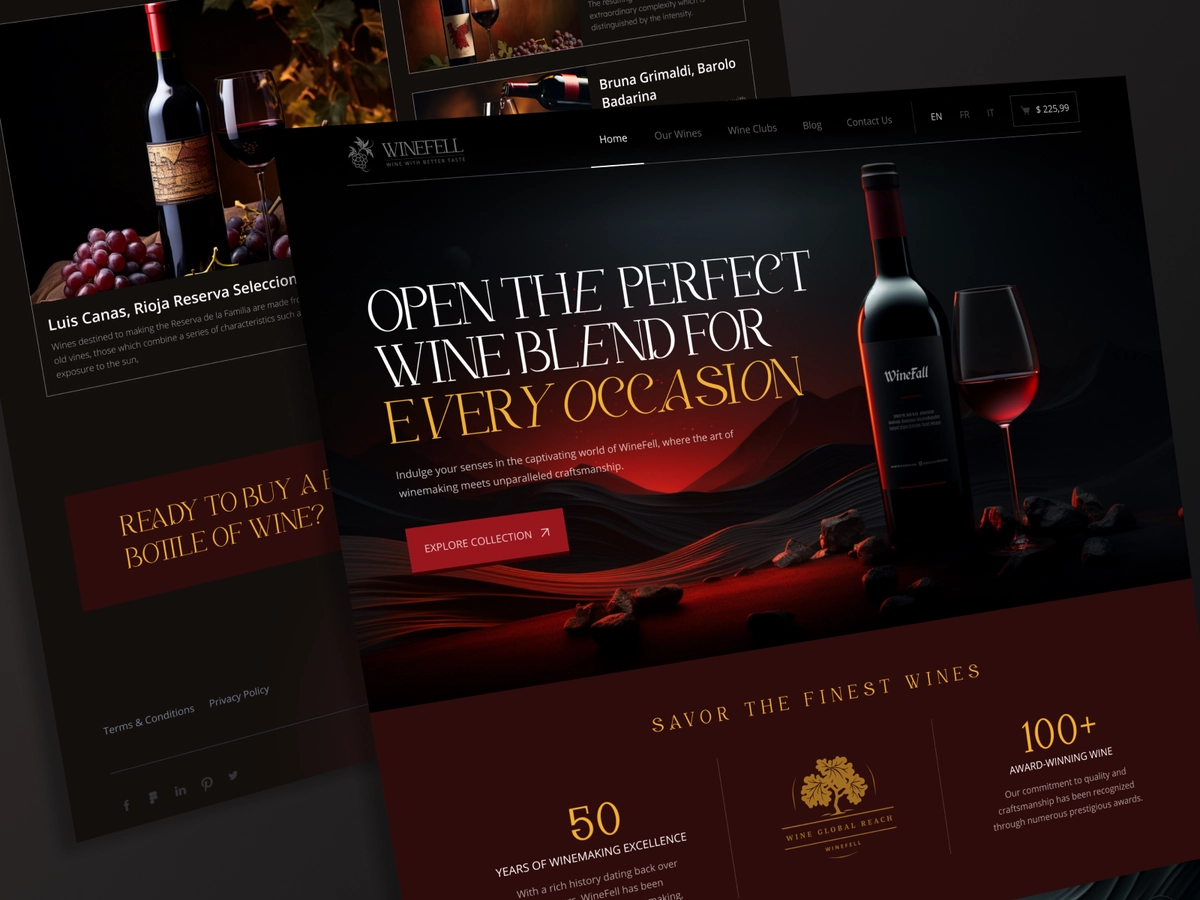 The resulting
extraordinary complexity which is
distinguished by the intensity.
Bruna Grimaldi, Barolo
Badarina
Luis Canas, Rioja Reserva Seleccion
Wines destined to making the Reserva de la Familia are made fro
old vines, those which combine a series of characteristics such a
exposure to the sun,
READY TO BUY A B
BOTTLE OF WINE?
Terms & Conditions Privacy Policy
WINEFELL
WINE WITH BETTER TASTE
Home Our Wines Wine Clubs Blog Contact Us EN FR IT $ 225,99
OPEN THE PERFECT
WINE BLEND FOR
EVERY OCCASION
Indulge your senses in the captivating world of WineFell, where the art of
winemaking meets unparalleled craftsmanship.
EXPLORE COLLECTION
WineFall
SAVOR THE FINEST WINES
50
YEARS OF WINEMAKING EXCELLENCE
With a rich history dating back over
WineFell has been
making,
WINE GLOBAL REACH
WINEFELL
100+
AWARD-WINNING WINE
Our commitment to quality and
craftsmanship has been recognized
through numerous prestigious awards.